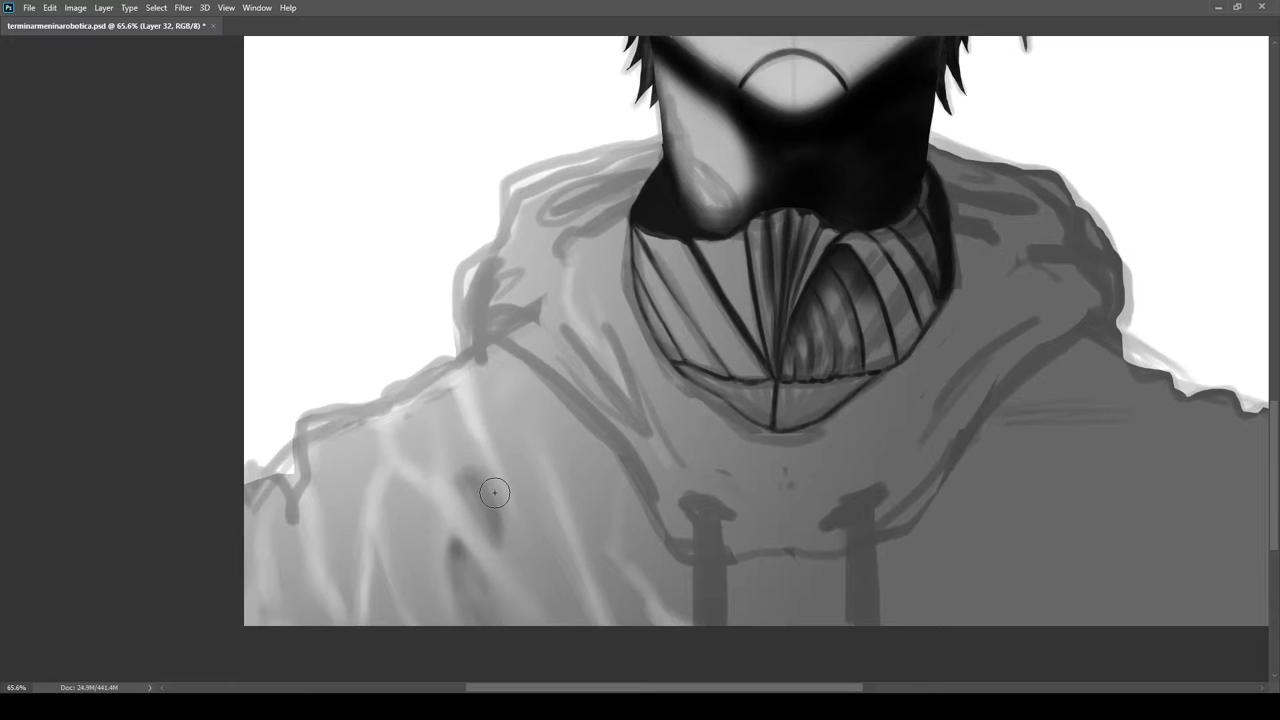 Ps File Edit Image Layer Type Select Filter 3D View Window Help
terminarmeninarobotica.psd @ 65.6% (Layer 32, RGB/8) *
65.6% Doc: 24.9M/441.4M